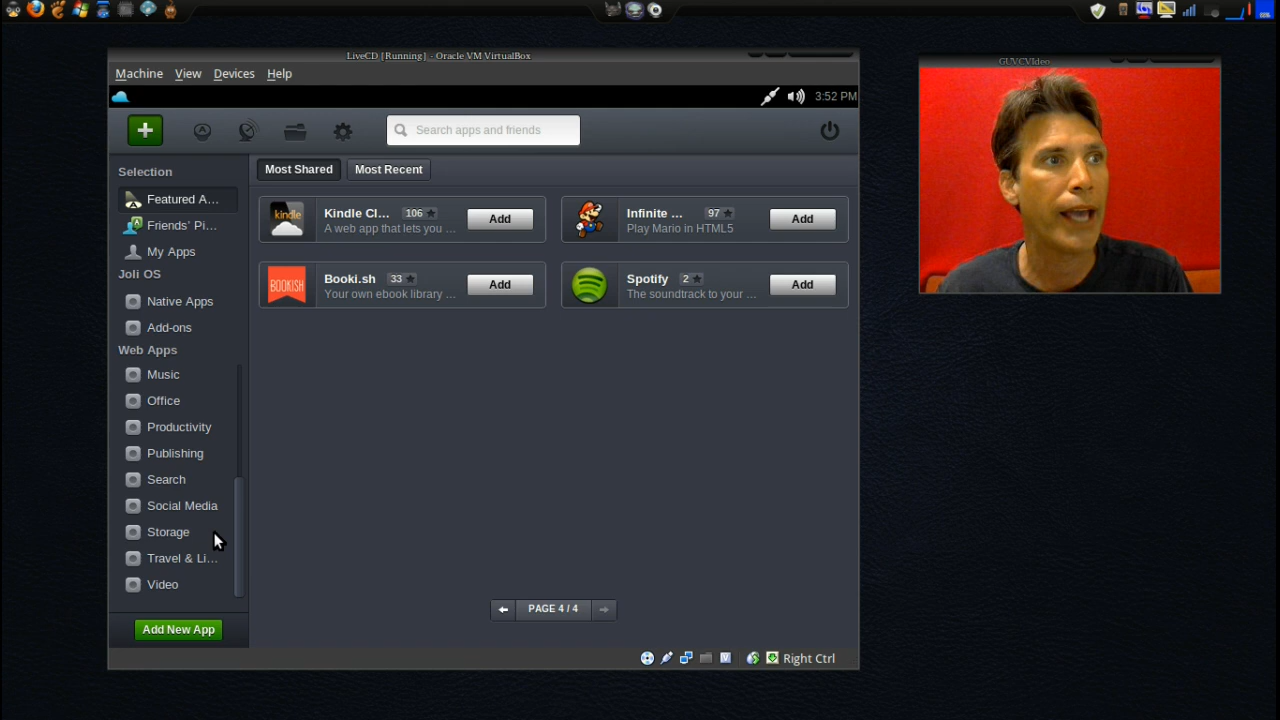 LiveCD [Running] - Oracle VM VirtualBox
GUVCVIdeo
Machine View Devices Help
3:52 PM
Search apps and friends
Selection
Featured A...
Friends' Pi...
My Apps
Joli OS
Native Apps
Add-ons
Web Apps
Music
Office
Productivity
Publishing
Search
Social Media
Storage
Travel & Li...
Video
Add New App
Most Shared Most Recent
kindle
Kindle Cl... 106
A web app that lets you ...
Add
Infinite ... 97
Play Mario in HTML5
Add
BOOKISH
Booki.sh 33
Your own ebook library ...
Add
Spotify 2
The soundtrack to your ...
Add
PAGE 4 / 4
Right Ctrl